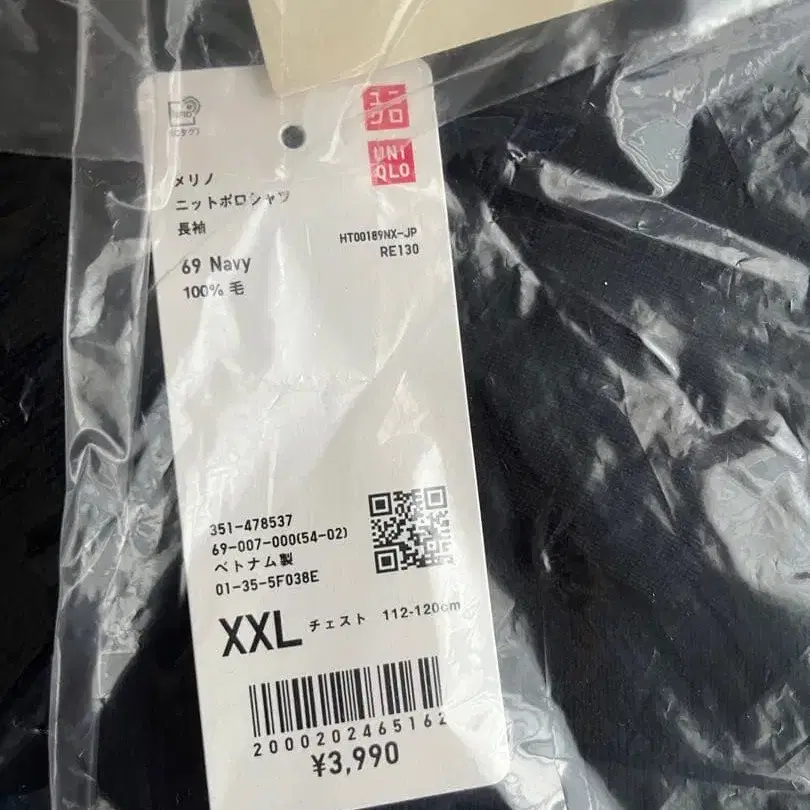 ユニ
クロ
UNI
QLO
メリノ
ニットポロシャツ
長袖
HT00189NX-JP
RE130
69 Navy
100% 毛
351-478537
69-007-000(54-02)
ベトナム製
01-35-5F038E
XXL チェスト 112-120cm
2000202465162
¥3,990